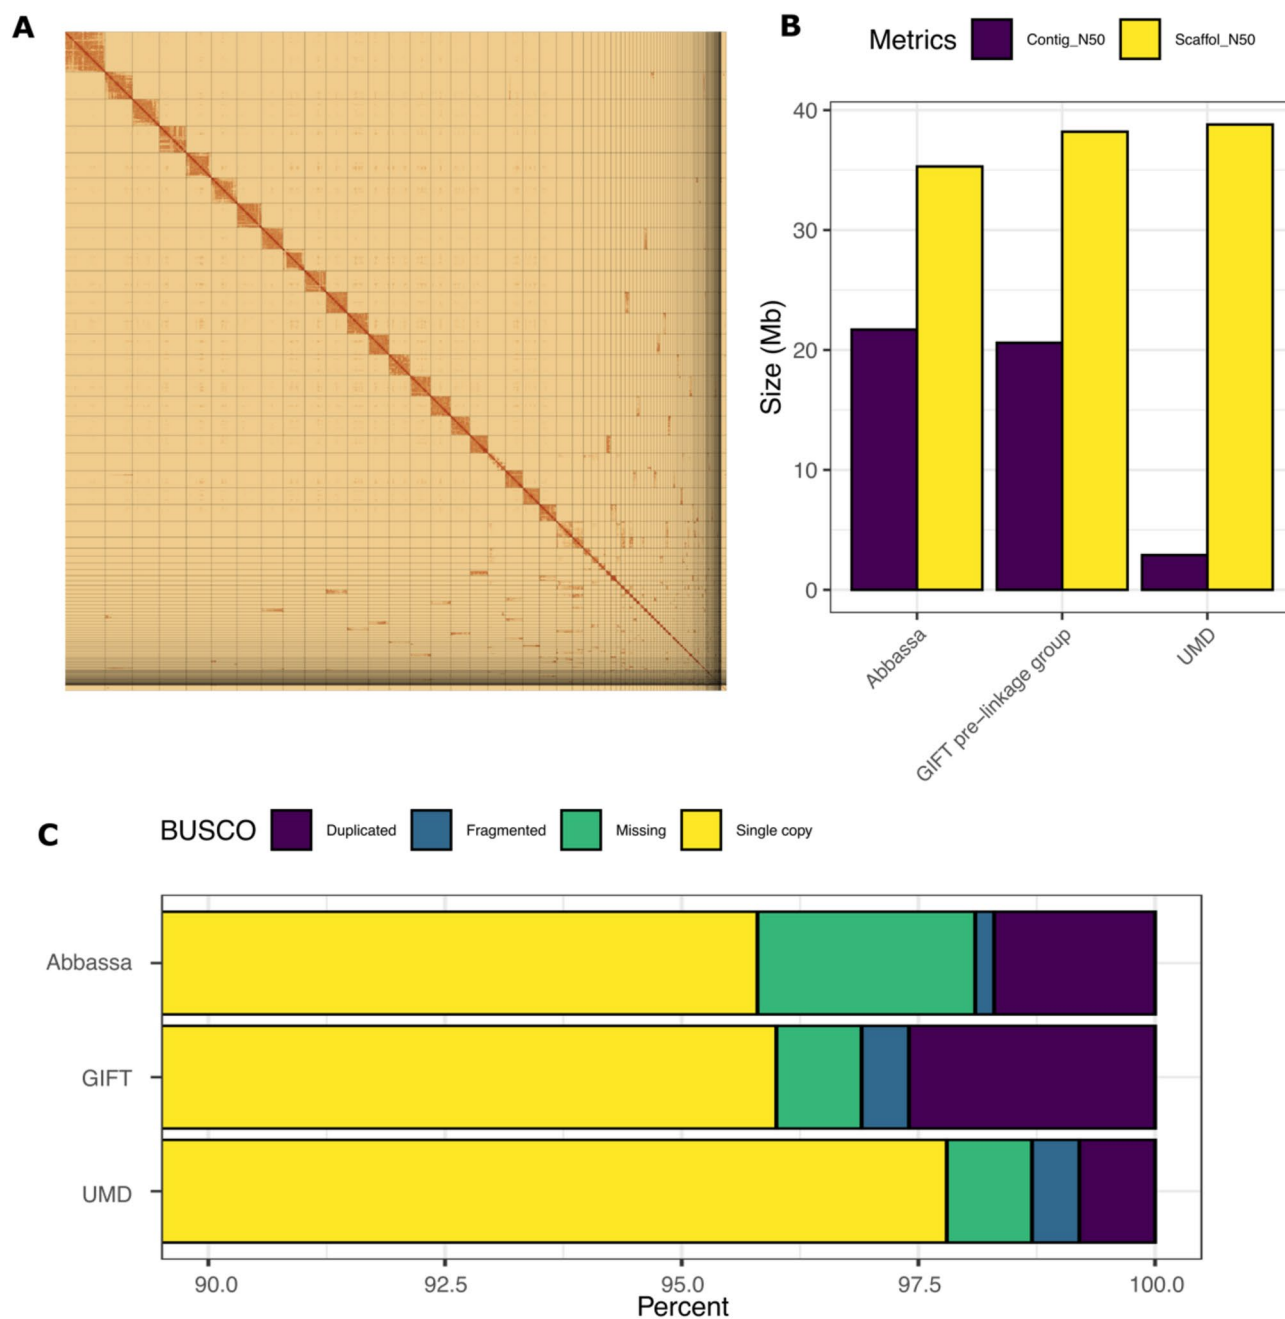 A
B
Metrics Contig_N50 Scaffol_N50
Size (Mb)
40
30
20
10
0
Abbassa
GIFT pre-linkage group
UMD
C
BUSCO Duplicated Fragmented Missing Single copy
Abbassa
GIFT
UMD
90.0 92.5 95.0 97.5 100.0
Percent